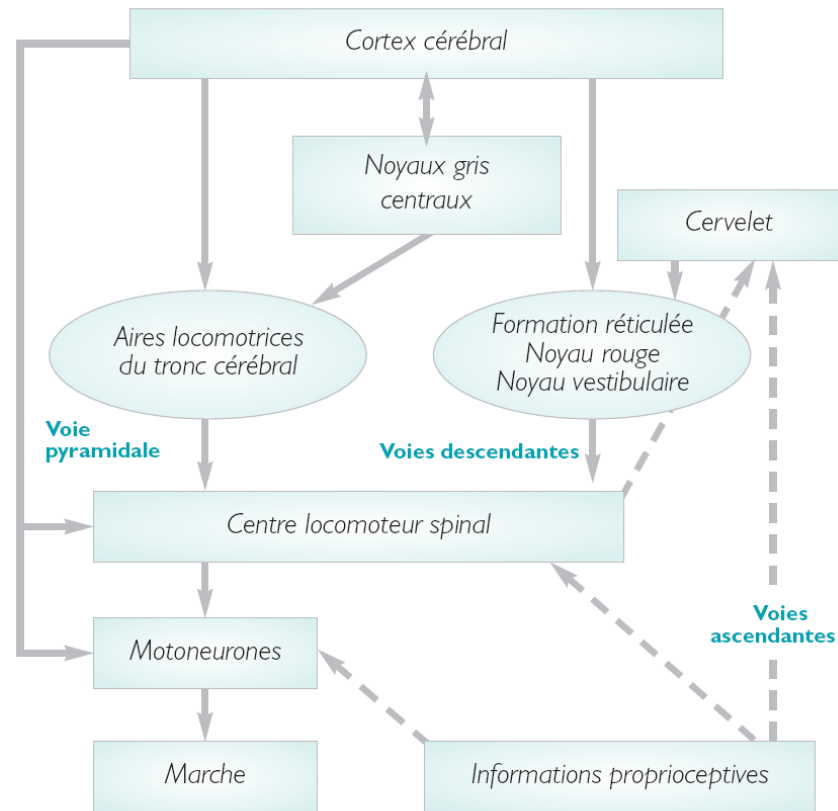 Cortex cérébral
Noyaux gris
centraux
Cervelet
Aires locomotrices
du tronc cérébral
Formation réticulée
Noyau rouge
Noyau vestibulaire
Voie
pyramidale
Voies descendantes
Centre locomoteur spinal
Voies
ascendantes
Motoneurones
Marche
Informations proprioceptives